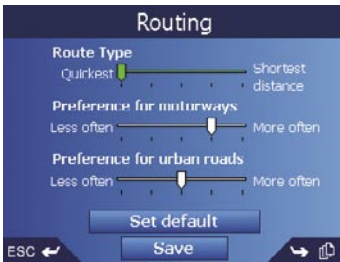 Routing
Route Type
Quickest
Shortest distance
Preference for motorways
Less often
More often
Preference for urban roads
Less often
More often
Set default
ESC
Save